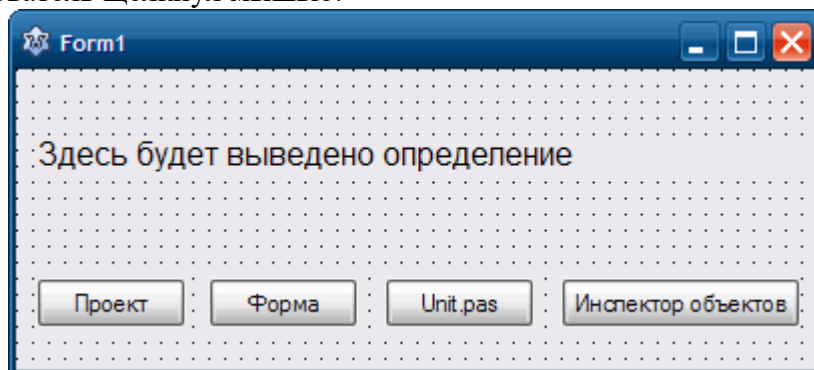 Form1
Здесь будет выведено определение
Проект Форма Unit.pas Инспектор объектов